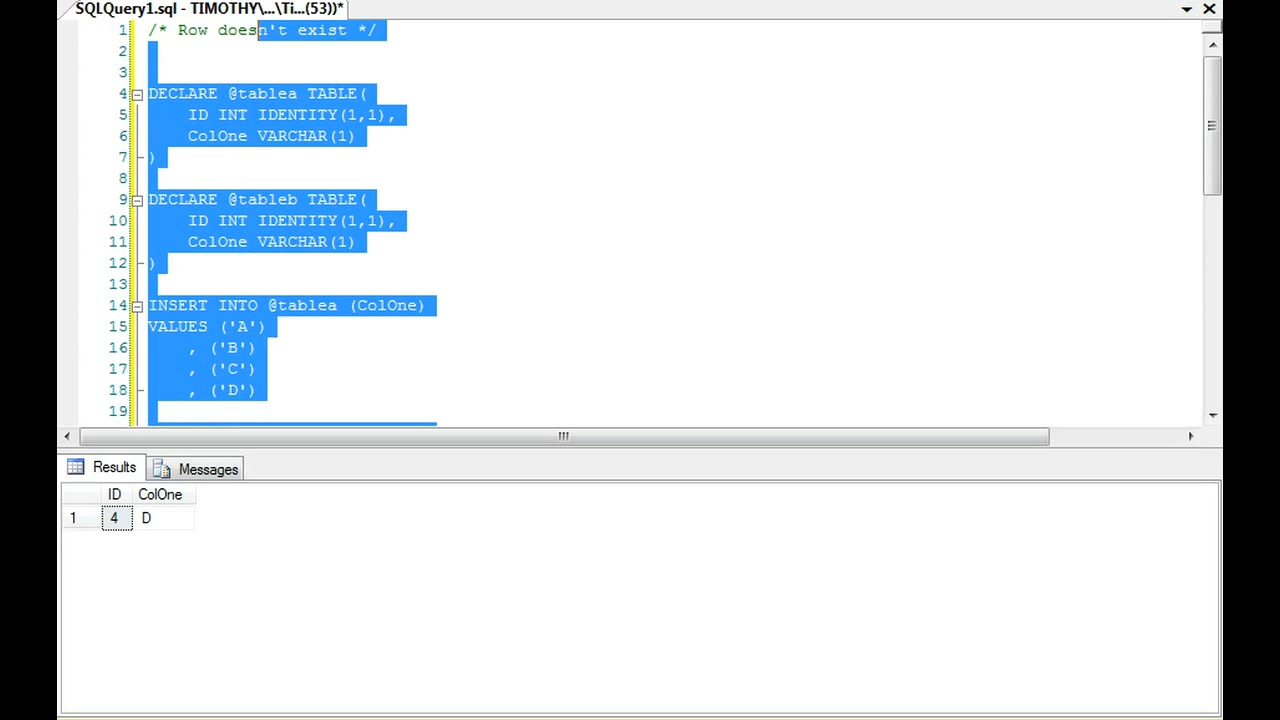 SQLQuery1.sql - TIMOTHY\...\Ti...(53))*
1 /* Row doesn't exist */
2
3
4 DECLARE @tablea TABLE(
5 ID INT IDENTITY(1,1),
6 ColOne VARCHAR(1)
7 )
8
9 DECLARE @tableb TABLE(
10 ID INT IDENTITY(1,1),
11 ColOne VARCHAR(1)
12 )
13
14 INSERT INTO @tablea (ColOne)
15 VALUES ('A')
16 , ('B')
17 , ('C')
18 , ('D')
19
Results Messages
ID ColOne
1 4 D